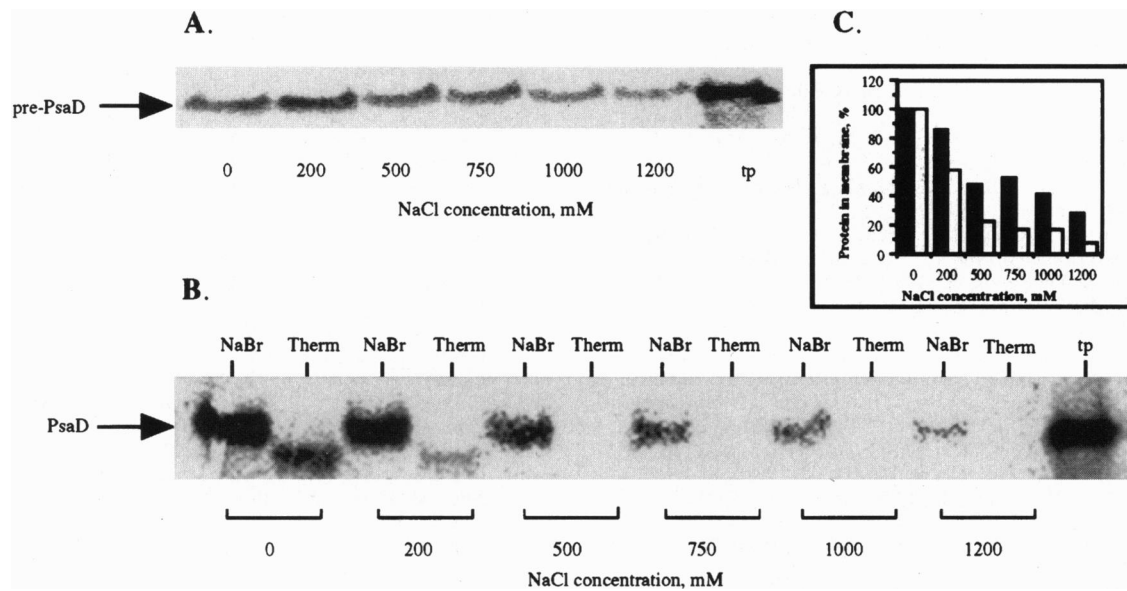 A.
pre-PsaD
0 200 500 750 1000 1200 tp
NaCl concentration, mM
C.
120
100
80
60
40
20
0
Protein in membrane, %
0 200 500 750 1000 1200
NaCl concentration, mM
B.
NaBr Therm NaBr Therm NaBr Therm NaBr Therm NaBr Therm NaBr Therm tp
PsaD
0 200 500 750 1000 1200
NaCl concentration, mM